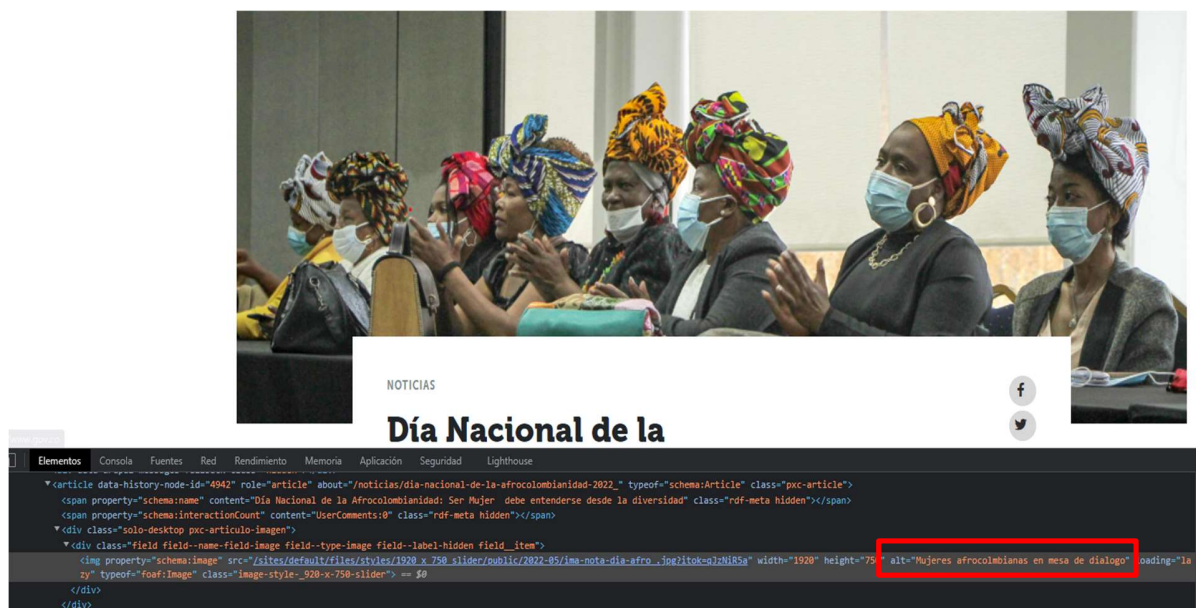 NOTICIAS
Día Nacional de la
Elementos Consola Fuentes Red Rendimiento Memoria Aplicación Seguridad Lighthouse
▼<article data-history-node-id="4942" role="article" about="/noticias/dia-nacional-de-la-afrocolombianidad-2022_" typeof="schema:Article" class="pxc-article">
<span property="schema:name" content="Día Nacional de la Afrocolombianidad: Ser Mujer debe entenderse desde la diversidad" class="rdf-meta hidden"></span>
<span property="schema:interactionCount" content="UserComments:0" class="rdf-meta hidden"></span>
▼<div class="solo-desktop pxc-articulo-imagen">
▼<div class="field field--name-field-image field--type-image field--label-hidden field__item">
<img property="schema:image" src="/sites/default/files/styles/1920_x_750_slider/public/2022-05/ima-nota-dia-afro_.jpg?itok=qJzNiR5a" width="1920" height="75 alt="Mujeres afrocolmbianas en mesa de dialogo" loading="la
zy" typeof="foaf:Image" class="image-style-_920-x-750-slider"> == $0
</div>
</div>